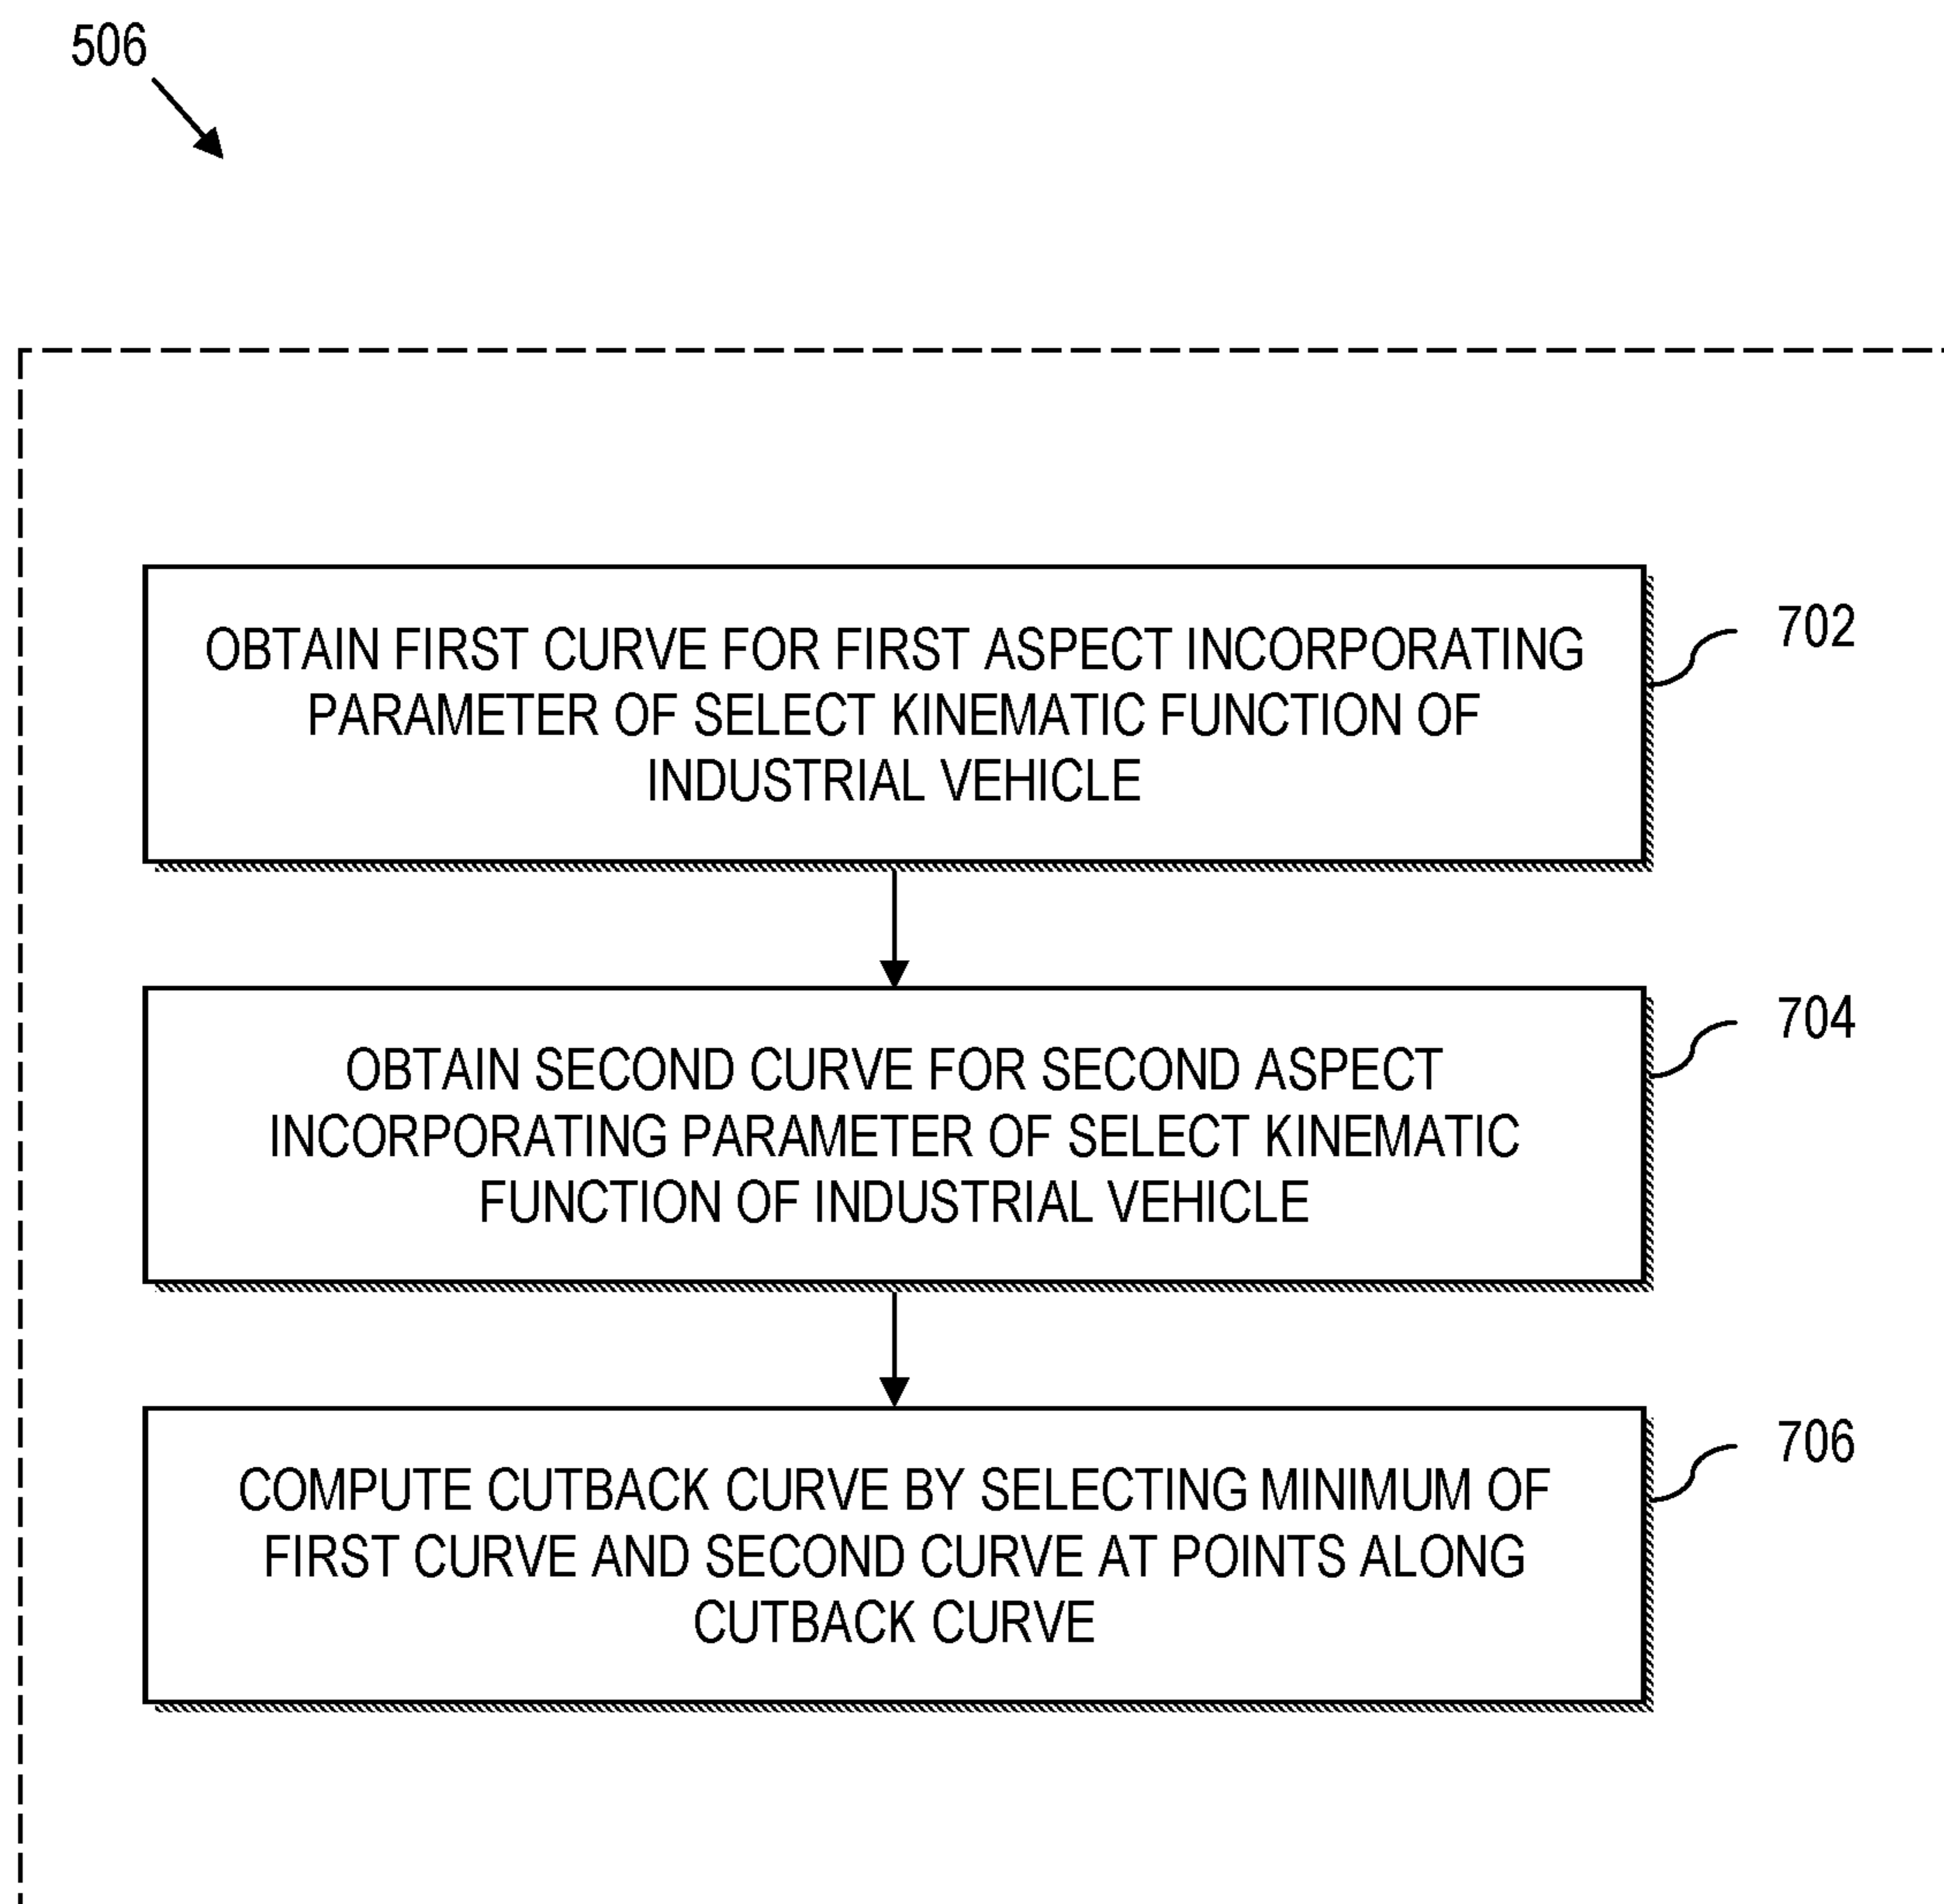 506
OBTAIN FIRST CURVE FOR FIRST ASPECT INCORPORATING
PARAMETER OF SELECT KINEMATIC FUNCTION OF
INDUSTRIAL VEHICLE
702
OBTAIN SECOND CURVE FOR SECOND ASPECT
INCORPORATING PARAMETER OF SELECT KINEMATIC
FUNCTION OF INDUSTRIAL VEHICLE
704
COMPUTE CUTBACK CURVE BY SELECTING MINIMUM OF
FIRST CURVE AND SECOND CURVE AT POINTS ALONG
CUTBACK CURVE
706